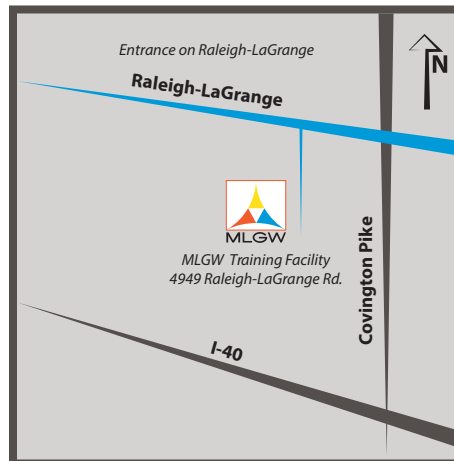 Entrance on Raleigh-LaGrange
Raleigh-LaGrange
N
MLGW
MLGW Training Facility
4949 Raleigh-LaGrange Rd.
Covington Pike
I-40